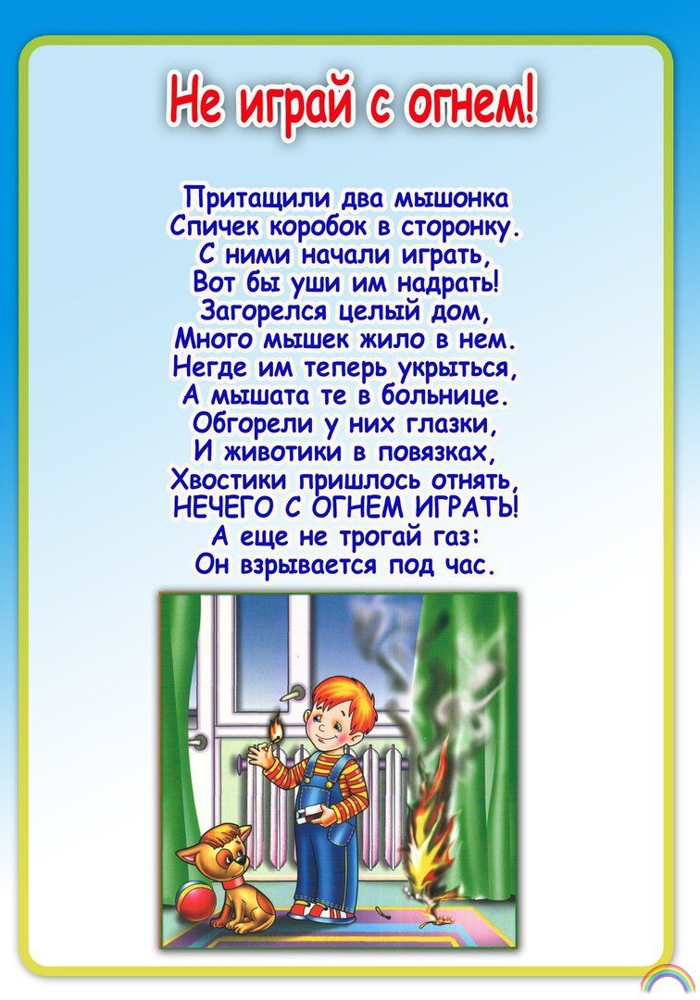 Не играй с огнем!
Притащили два мышонка
Спичек коробок в сторонку.
С ними начали играть,
Вот бы уши им надрать!
Загорелся целый дом,
Много мышек жило в нем.
Негде им теперь укрыться,
А мышата те в больнице.
Обгорели у них глазки,
И животики в повязках,
Хвостики пришлось отнять,
НЕЧЕГО С ОГНЕМ ИГРАТЬ!
А еще не трогай газ:
Он взрывается под час.